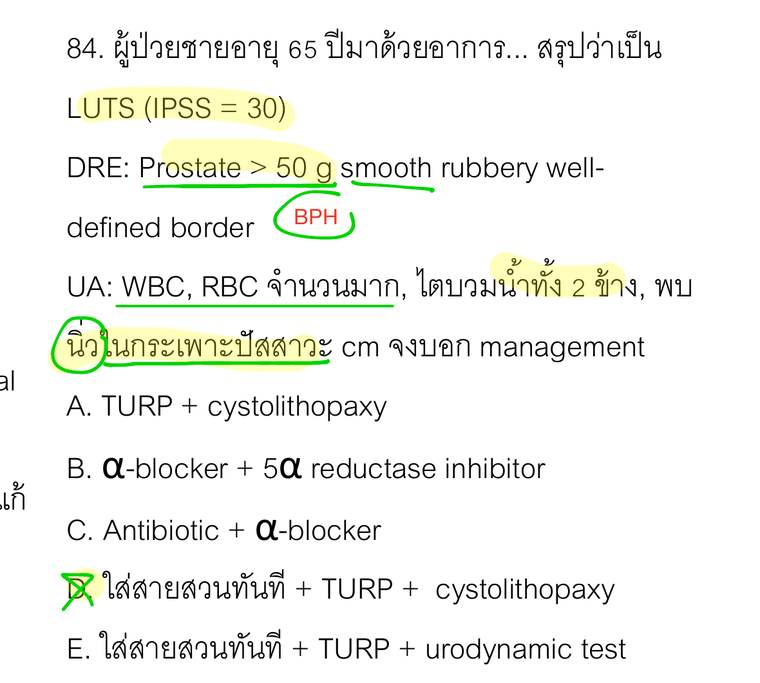 84. ผู้ป่วยชายอายุ 65 ปีมาด้วยอาการ... สรุปว่าเป็น
LUTS (IPSS = 30)
DRE: Prostate > 50 g smooth rubbery well-
defined border BPH
UA: WBC, RBC จำนวนมาก, ไตบวมน้ำทั้ง 2 ข้าง, พบ
นิ่วในกระเพาะปัสสาวะ cm จงบอก management
al
A. TURP + cystolithopaxy
B. α-blocker + 5α reductase inhibitor
แก้
C. Antibiotic + α-blocker
D. ใส่สายสวนทันที + TURP + cystolithopaxy
E. ใส่สายสวนทันที + TURP + urodynamic test